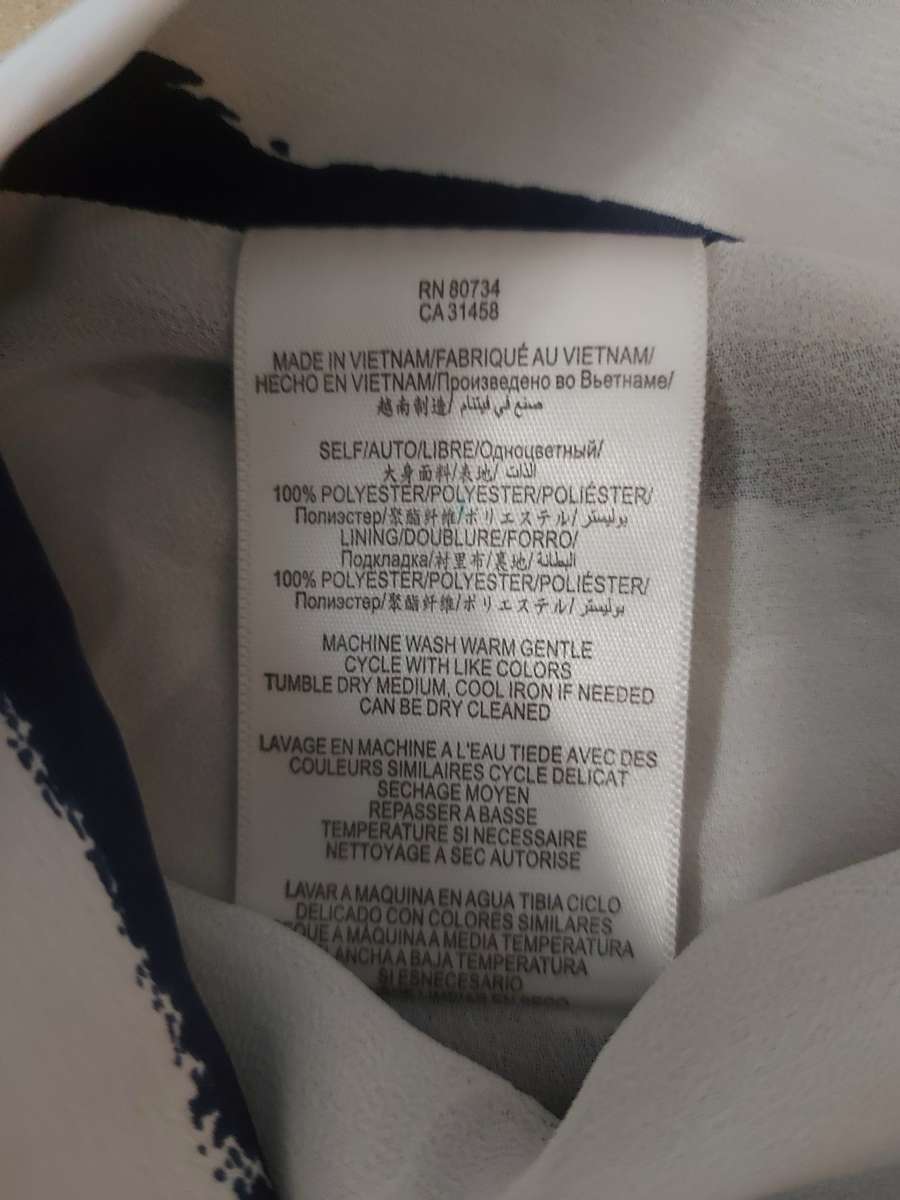 RN 80734
CA 31458
MADE IN VIETNAM/FABRIQUÉ AU VIETNAM/
HECHO EN VIETNAM/Произведено во Вьетнаме/
越南制造/ صنع في فيتنام
SELF/AUTO/LIBRE/Одноцветный/
大身面料/表地/ الذات
100% POLYESTER/POLYESTER/POLIÉSTER/
Полиэстер/聚酯纤维/ポリエステル/ بوليستر
LINING/DOUBLURE/FORRO/
Подкладка/衬里布/裏地/ البطانة
100% POLYESTER/POLYESTER/POLIÉSTER/
Полиэстер/聚酯纤维/ポリエステル/ بوليستر
MACHINE WASH WARM GENTLE
CYCLE WITH LIKE COLORS
TUMBLE DRY MEDIUM, COOL IRON IF NEEDED
CAN BE DRY CLEANED
LAVAGE EN MACHINE A L'EAU TIEDE AVEC DES
COULEURS SIMILAIRES CYCLE DELICAT
SECHAGE MOYEN
REPASSER A BASSE
TEMPERATURE SI NECESSAIRE
NETTOYAGE A SEC AUTORISE
LAVAR A MAQUINA EN AGUA TIBIA CICLO
DELICADO CON COLORES SIMILARES
A MÁQUINA A MEDIA TEMPERATURA
A BAJA TEMPERATURA
SI ESNECESARIO